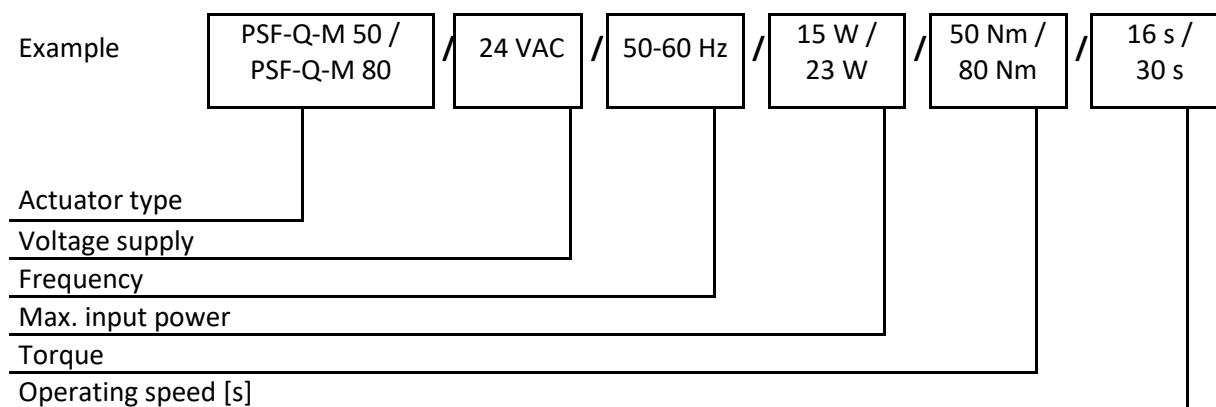 Example
PSF-Q-M 50 /
PSF-Q-M 80
/
24 VAC
/
50-60 Hz
/
15 W /
23 W
/
50 Nm /
80 Nm
/
16 s /
30 s
Actuator type
Voltage supply
Frequency
Max. input power
Torque
Operating speed [s]